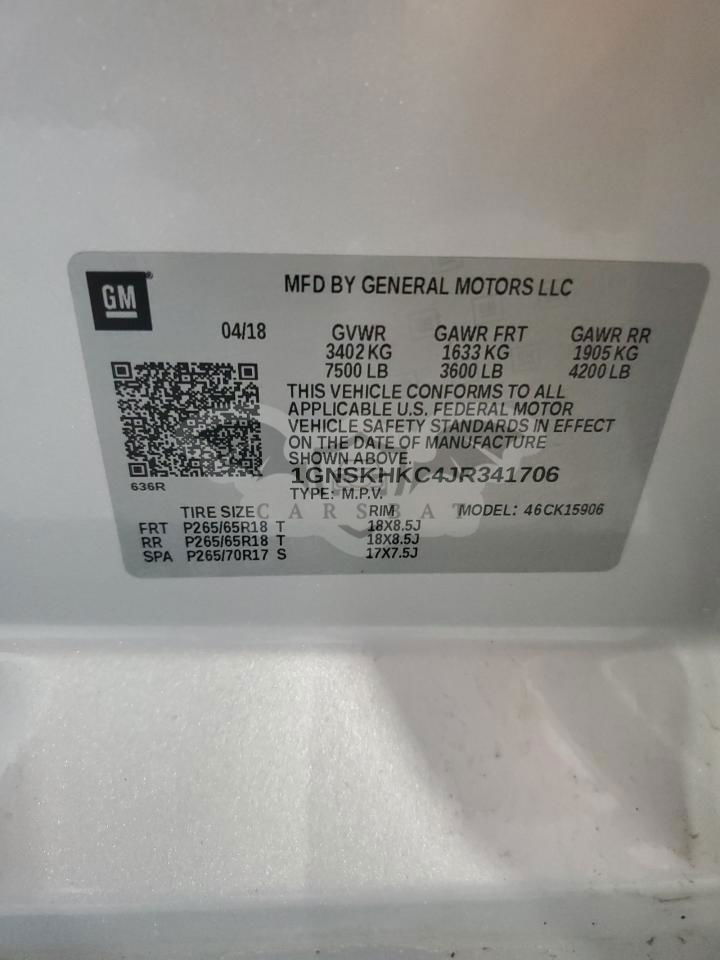 GM
MFD BY GENERAL MOTORS LLC
04/18 GVWR GAWR FRT GAWR RR
3402 KG 1633 KG 1905 KG
7500 LB 3600 LB 4200 LB
THIS VEHICLE CONFORMS TO ALL
APPLICABLE U.S. FEDERAL MOTOR
VEHICLE SAFETY STANDARDS IN EFFECT
ON THE DATE OF MANUFACTURE
SHOWN ABOVE.
1GNSKHKC4JR341706
636R
TYPE: M.P.V.
TIRE SIZE RIM MODEL: 46CK15906
CARSBAT
FRT P265/65R18 T 18X8.5J
RR P265/65R18 T 18X8.5J
SPA P265/70R17 S 17X7.5J